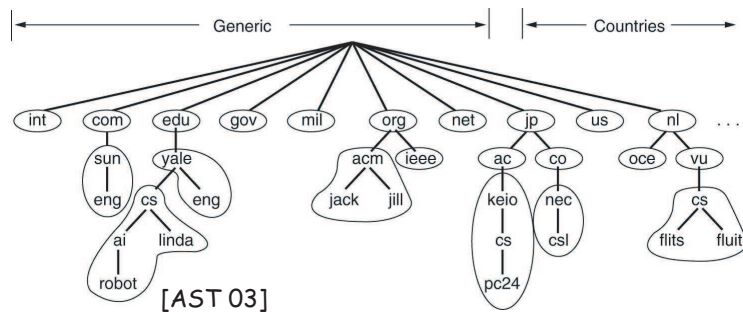 Generic Countries
int com edu gov mil org net jp us nl ...
sun yale acm ieee ac co oce vu
eng cs eng jack jill keio nec cs
ai linda cs csl flits fluit
robot pc24
[AST 03]